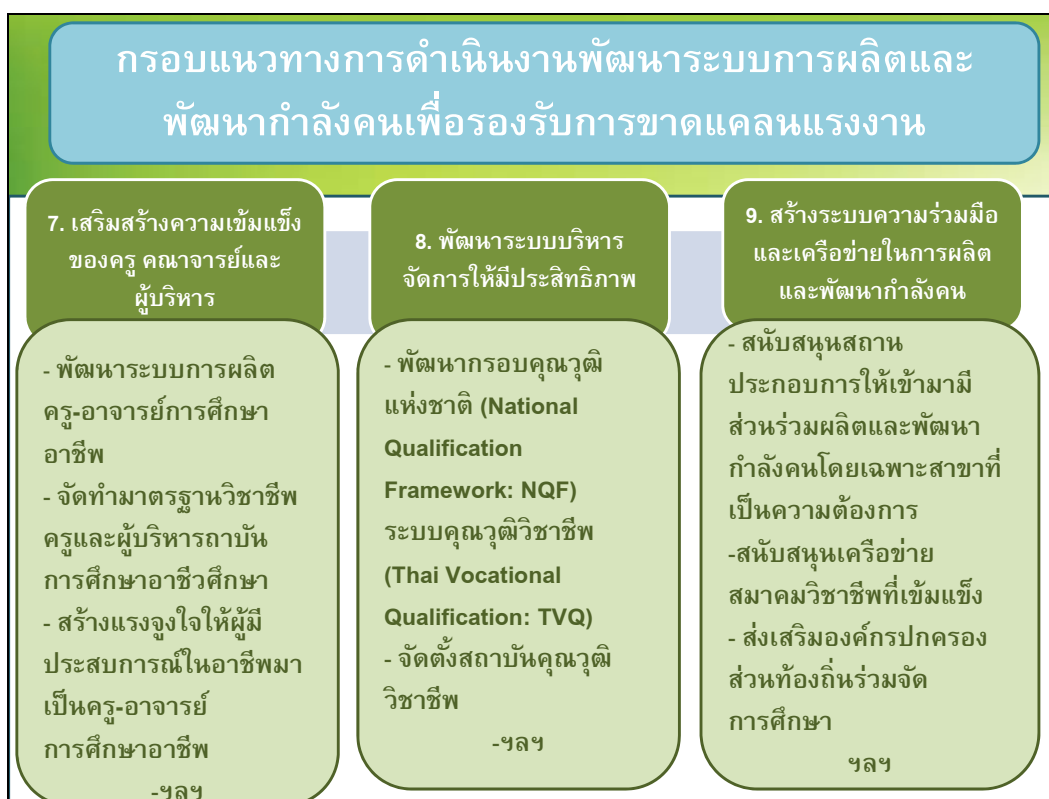 กรอบแนวทางการดำเนินงานพัฒนาระบบการผลิตและ
พัฒนากำลังคนเพื่อรองรับการขาดแคลนแรงงาน
7. เสริมสร้างความเข้มแข็ง
ของครู คณาจารย์และ
ผู้บริหาร
- พัฒนาระบบการผลิต
ครู-อาจารย์การศึกษา
อาชีพ
- จัดทำมาตรฐานวิชาชีพ
ครูและผู้บริหารถาบัน
การศึกษาอาชีวศึกษา
- สร้างแรงจูงใจให้ผู้มี
ประสบการณ์ในอาชีพมา
เป็นครู-อาจารย์
การศึกษาอาชีพ
-ฯลฯ
8. พัฒนาระบบบริหาร
จัดการให้มีประสิทธิภาพ
- พัฒนากรอบคุณวุฒิ
แห่งชาติ (National
Qualification
Framework: NQF)
ระบบคุณวุฒิวิชาชีพ
(Thai Vocational
Qualification: TVQ)
- จัดตั้งสถาบันคุณวุฒิ
วิชาชีพ
-ฯลฯ
9. สร้างระบบความร่วมมือ
และเครือข่ายในการผลิต
และพัฒนากำลังคน
- สนับสนุนสถาน
ประกอบการให้เข้ามามี
ส่วนร่วมผลิตและพัฒนา
กำลังคนโดยเฉพาะสาขาที่
เป็นความต้องการ
-สนับสนุนเครือข่าย
สมาคมวิชาชีพที่เข้มแข็ง
- ส่งเสริมองค์กรปกครอง
ส่วนท้องถิ่นร่วมจัด
การศึกษา
ฯลฯ